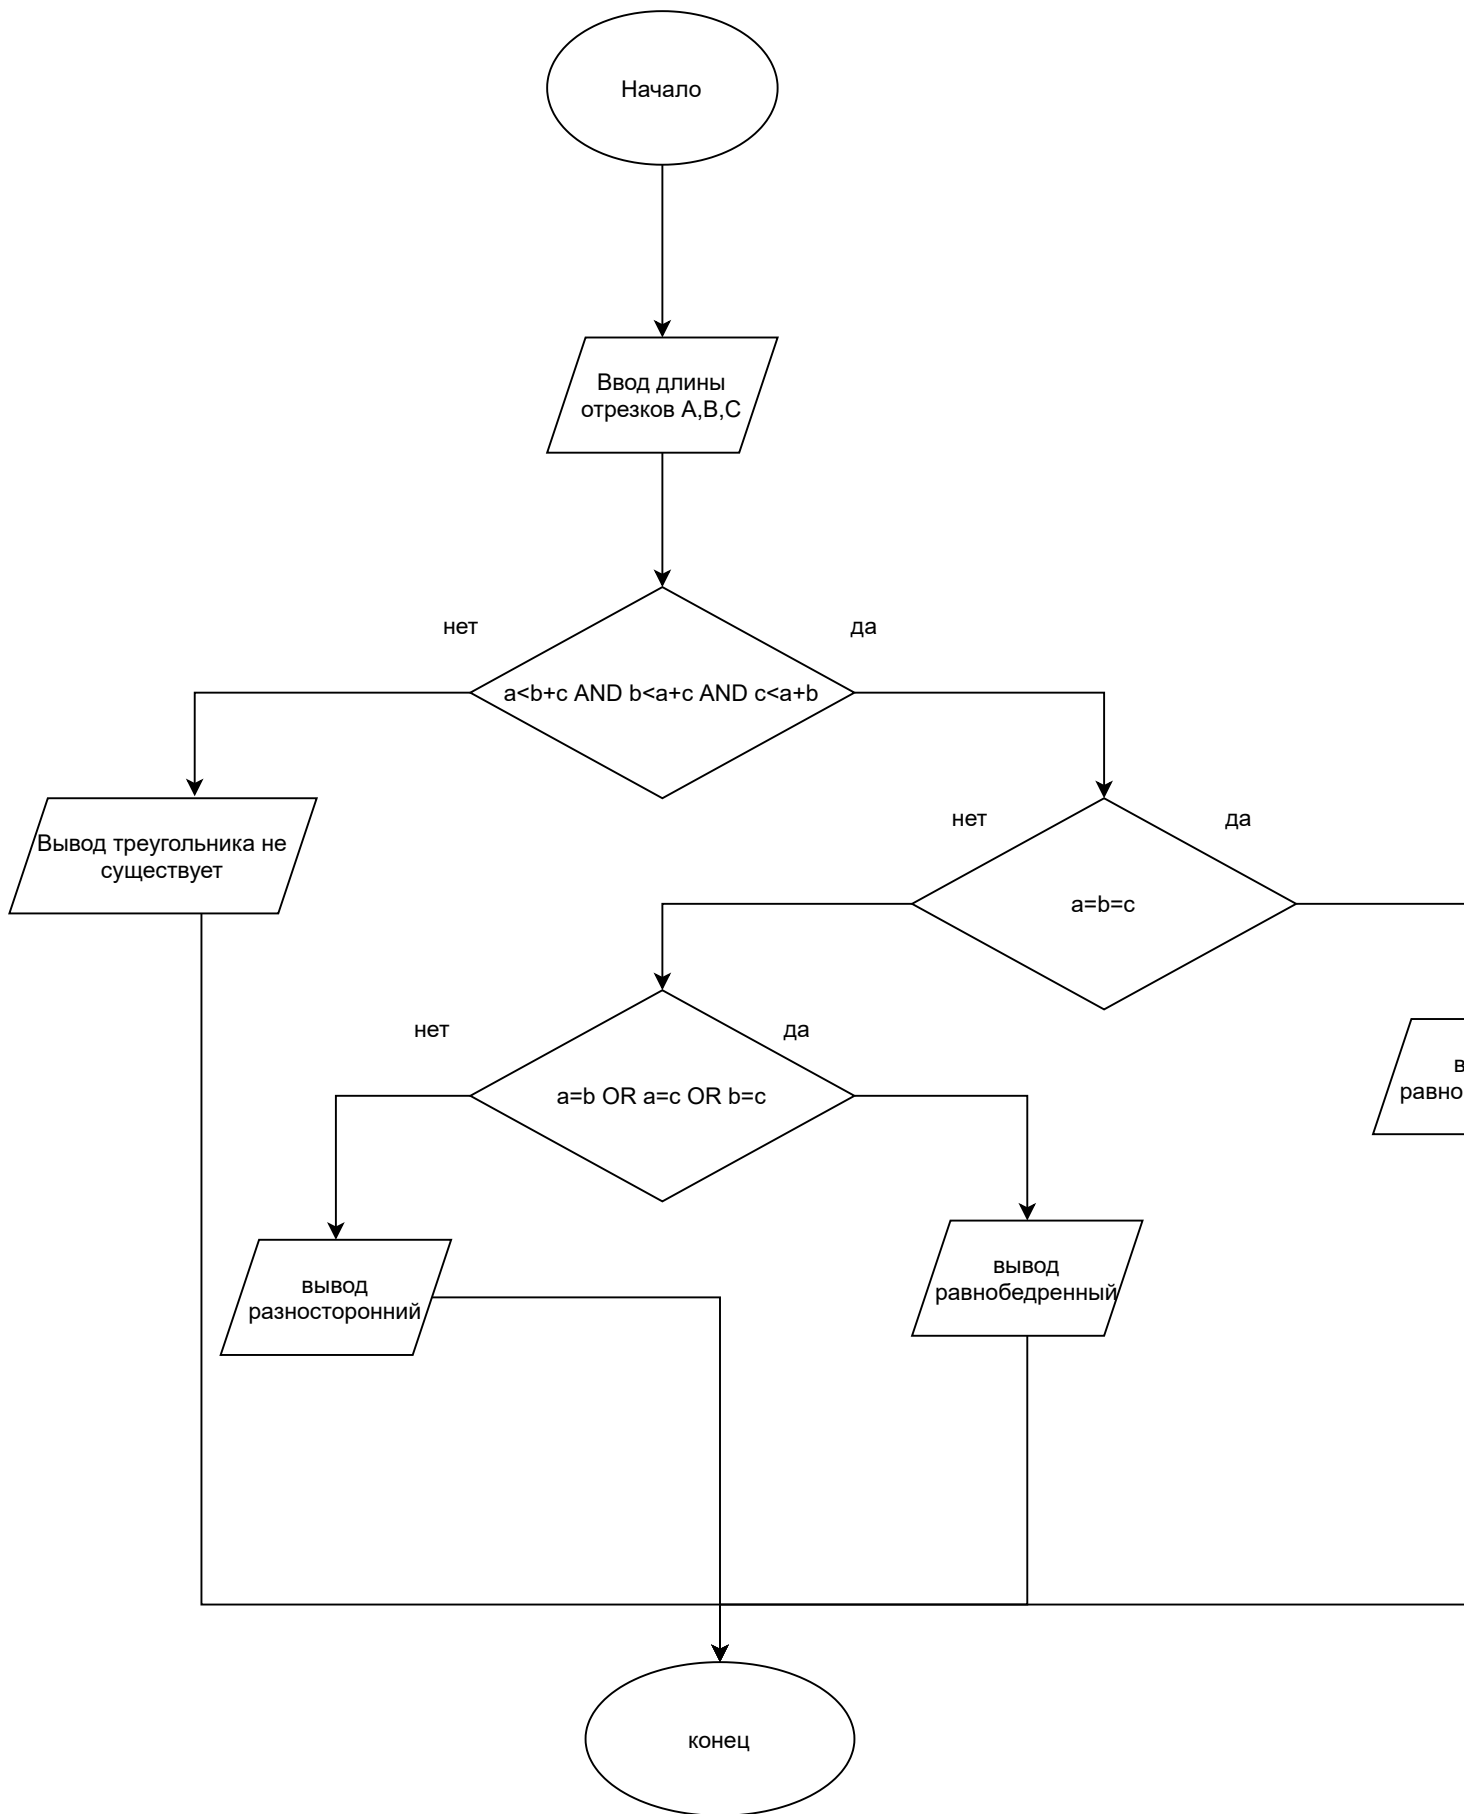 Начало
Ввод длины
отрезков A,B,C
нет
да
a<b+c AND b<a+c AND c<a+b
Вывод треугольника не
существует
нет
да
a=b=c
нет
да
a=b OR a=c OR b=c
вывод
разносторонний
вывод
равнобедренный
конец